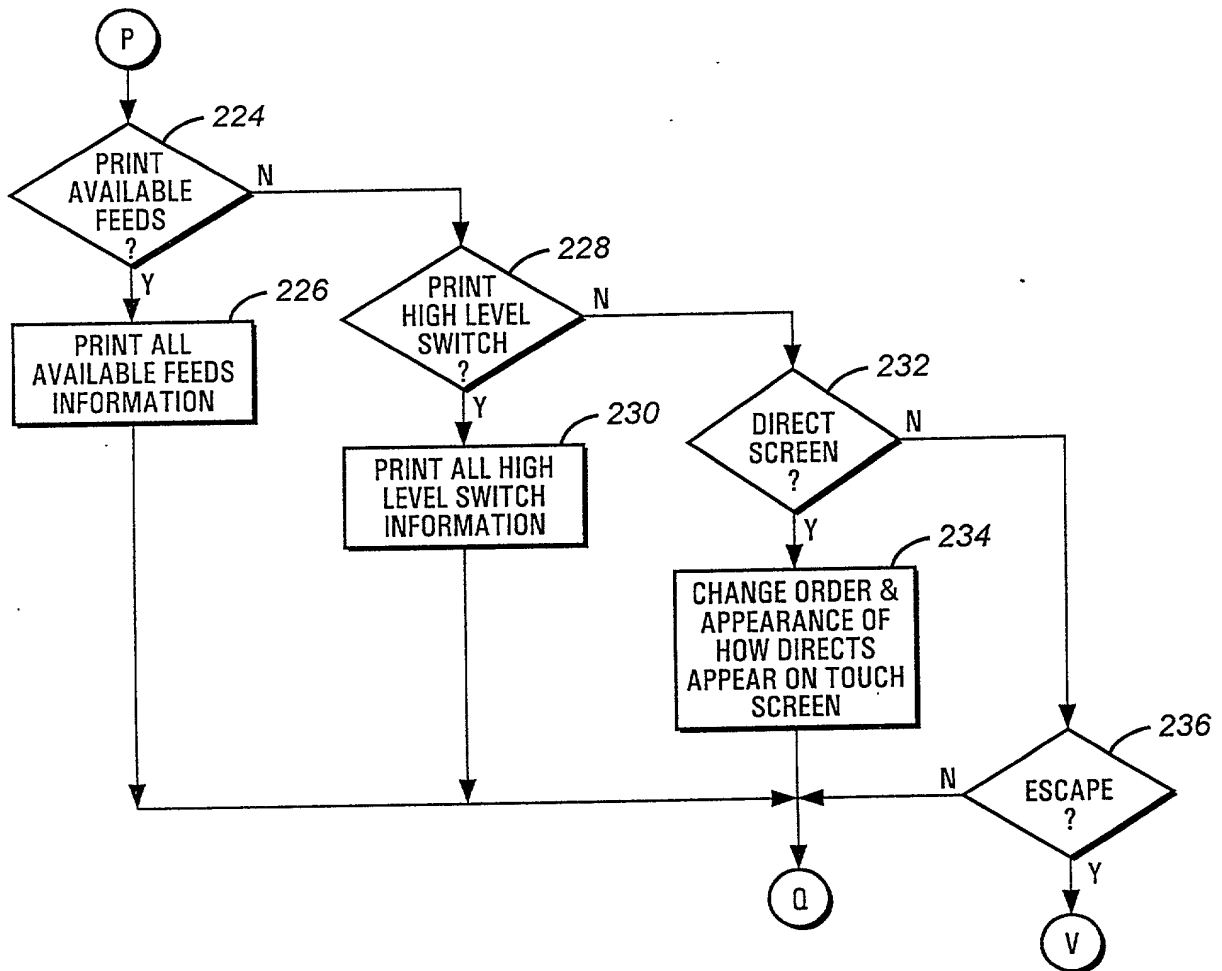 P
224
PRINT
AVAILABLE
FEEDS
?
N
Y
226
PRINT ALL
AVAILABLE FEEDS
INFORMATION
228
PRINT
HIGH LEVEL
SWITCH
?
N
Y
230
PRINT ALL HIGH
LEVEL SWITCH
INFORMATION
232
DIRECT
SCREEN
?
N
Y
234
CHANGE ORDER &
APPEARANCE OF
HOW DIRECTS
APPEAR ON TOUCH
SCREEN
236
ESCAPE
?
N
Y
Q
V